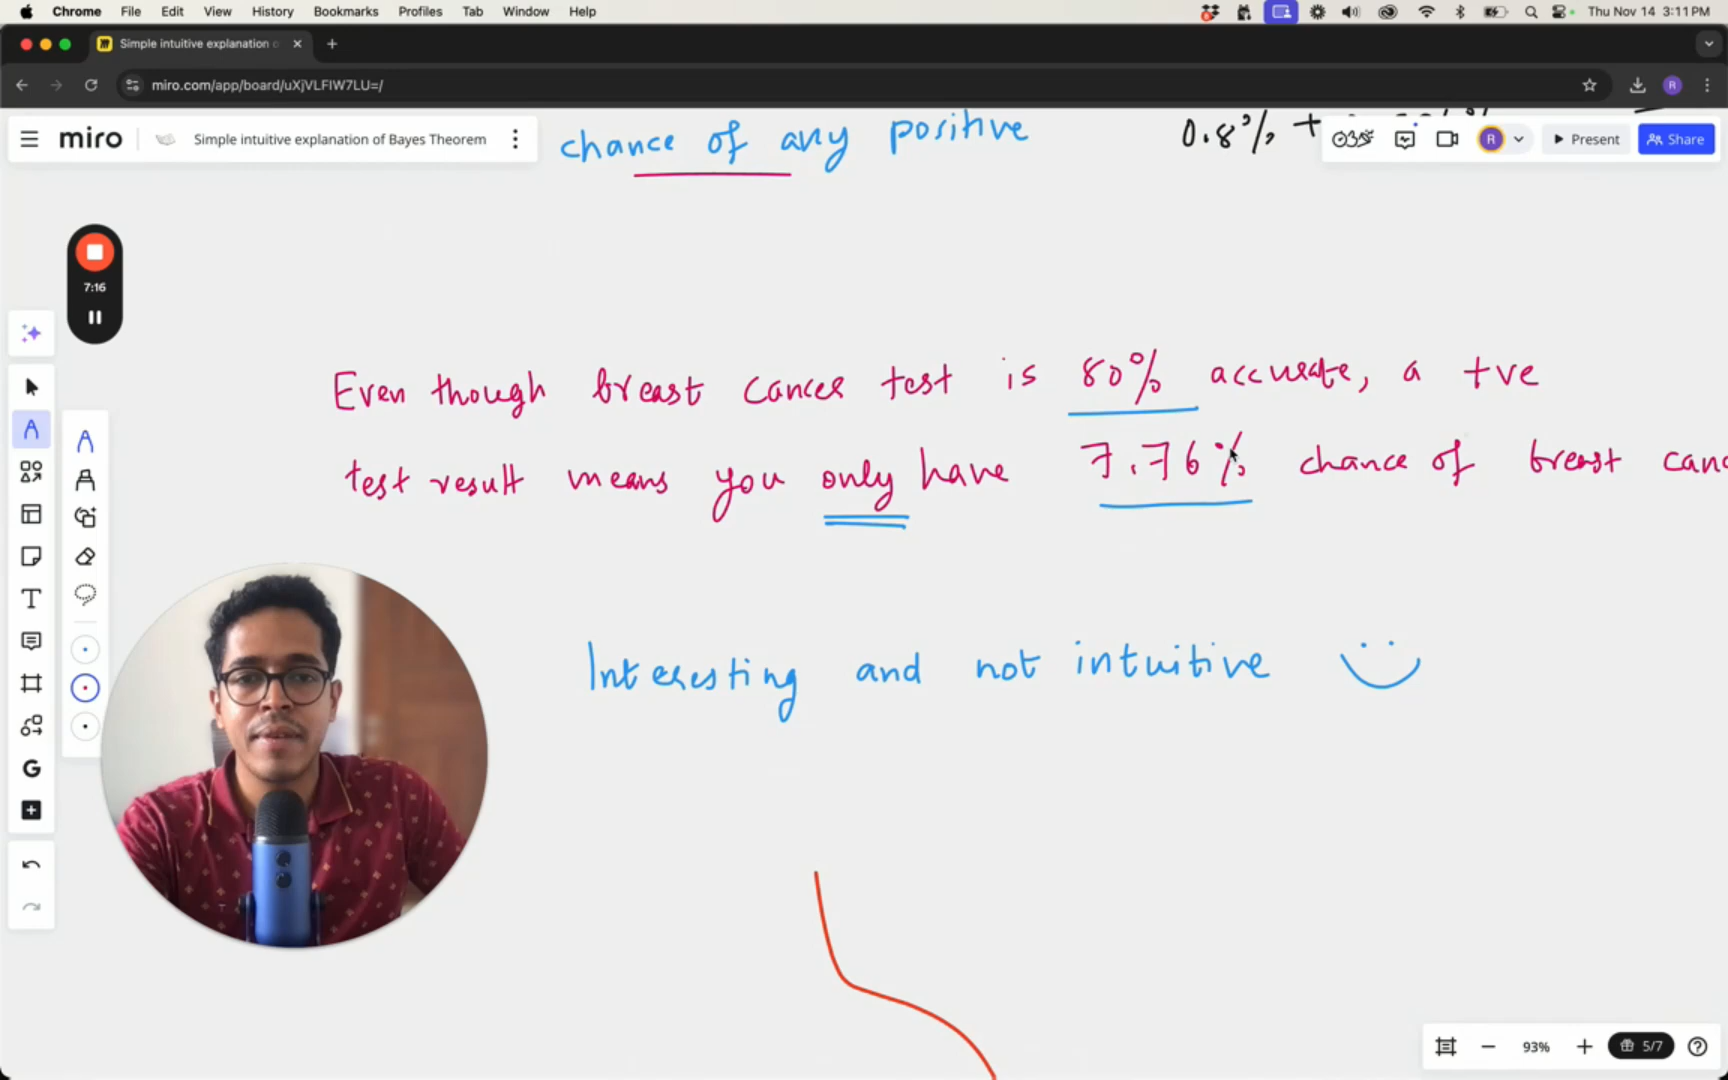 Chrome File Edit View History Bookmarks Profiles Tab Window Help Thu Nov 14 3:11 PM
Simple intuitive explanation o
miro.com/app/board/uXjVLFIW7LU=/ R
miro Simple intuitive explanation of Bayes Theorem R Present Share
chance of any positive 0.8% +
7:16
Even though breast cancer test is 80% accurate, a +ve
test result means you only have 7.76% chance of breast canc
Interesting and not intuitive
T
G
93% 5/7